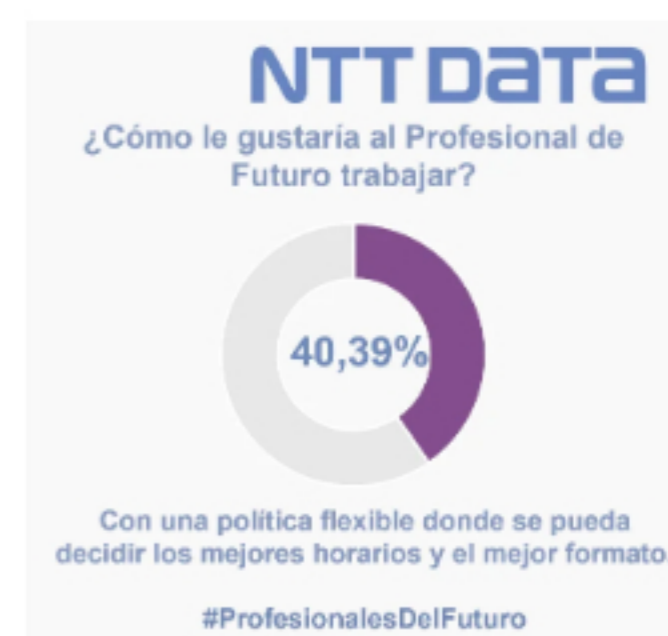 NTT DATA
¿Cómo le gustaría al Profesional de
Futuro trabajar?
40,39%
Con una política flexible donde se pueda
decidir los mejores horarios y el mejor formato.
#ProfesionalesDelFuturo